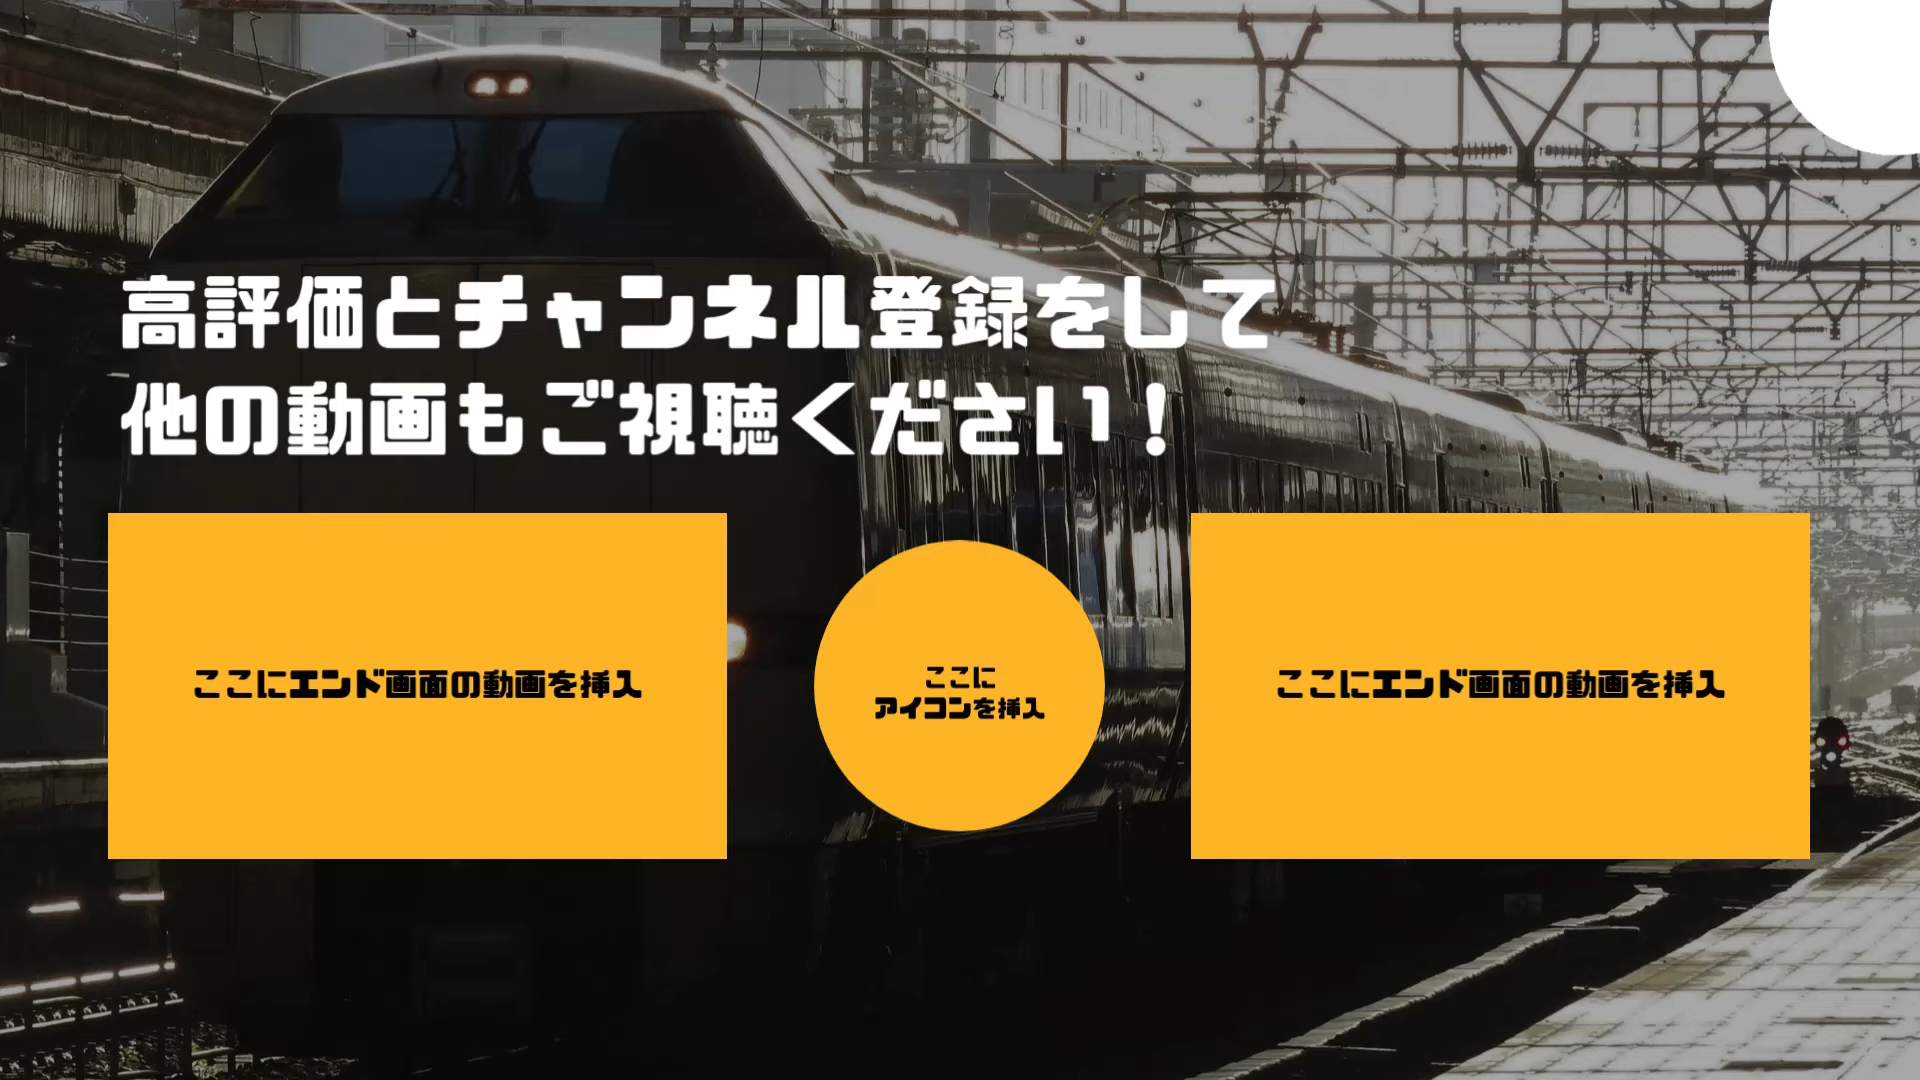 高評価とチャンネル登録をして
他の動画もご視聴ください！
ここにエンド画面の動画を挿入
ここに
アイコンを挿入
ここにエンド画面の動画を挿入